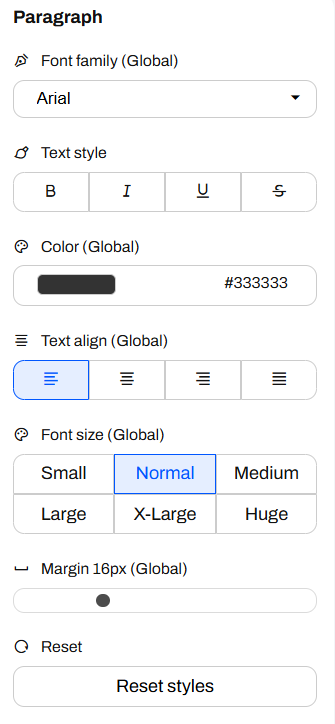 Paragraph
Font family (Global)
Arial
Text style
B I U S
Color (Global)
#333333
Text align (Global)
Font size (Global)
Small Normal Medium
Large X-Large Huge
Margin 16px (Global)
Reset
Reset styles